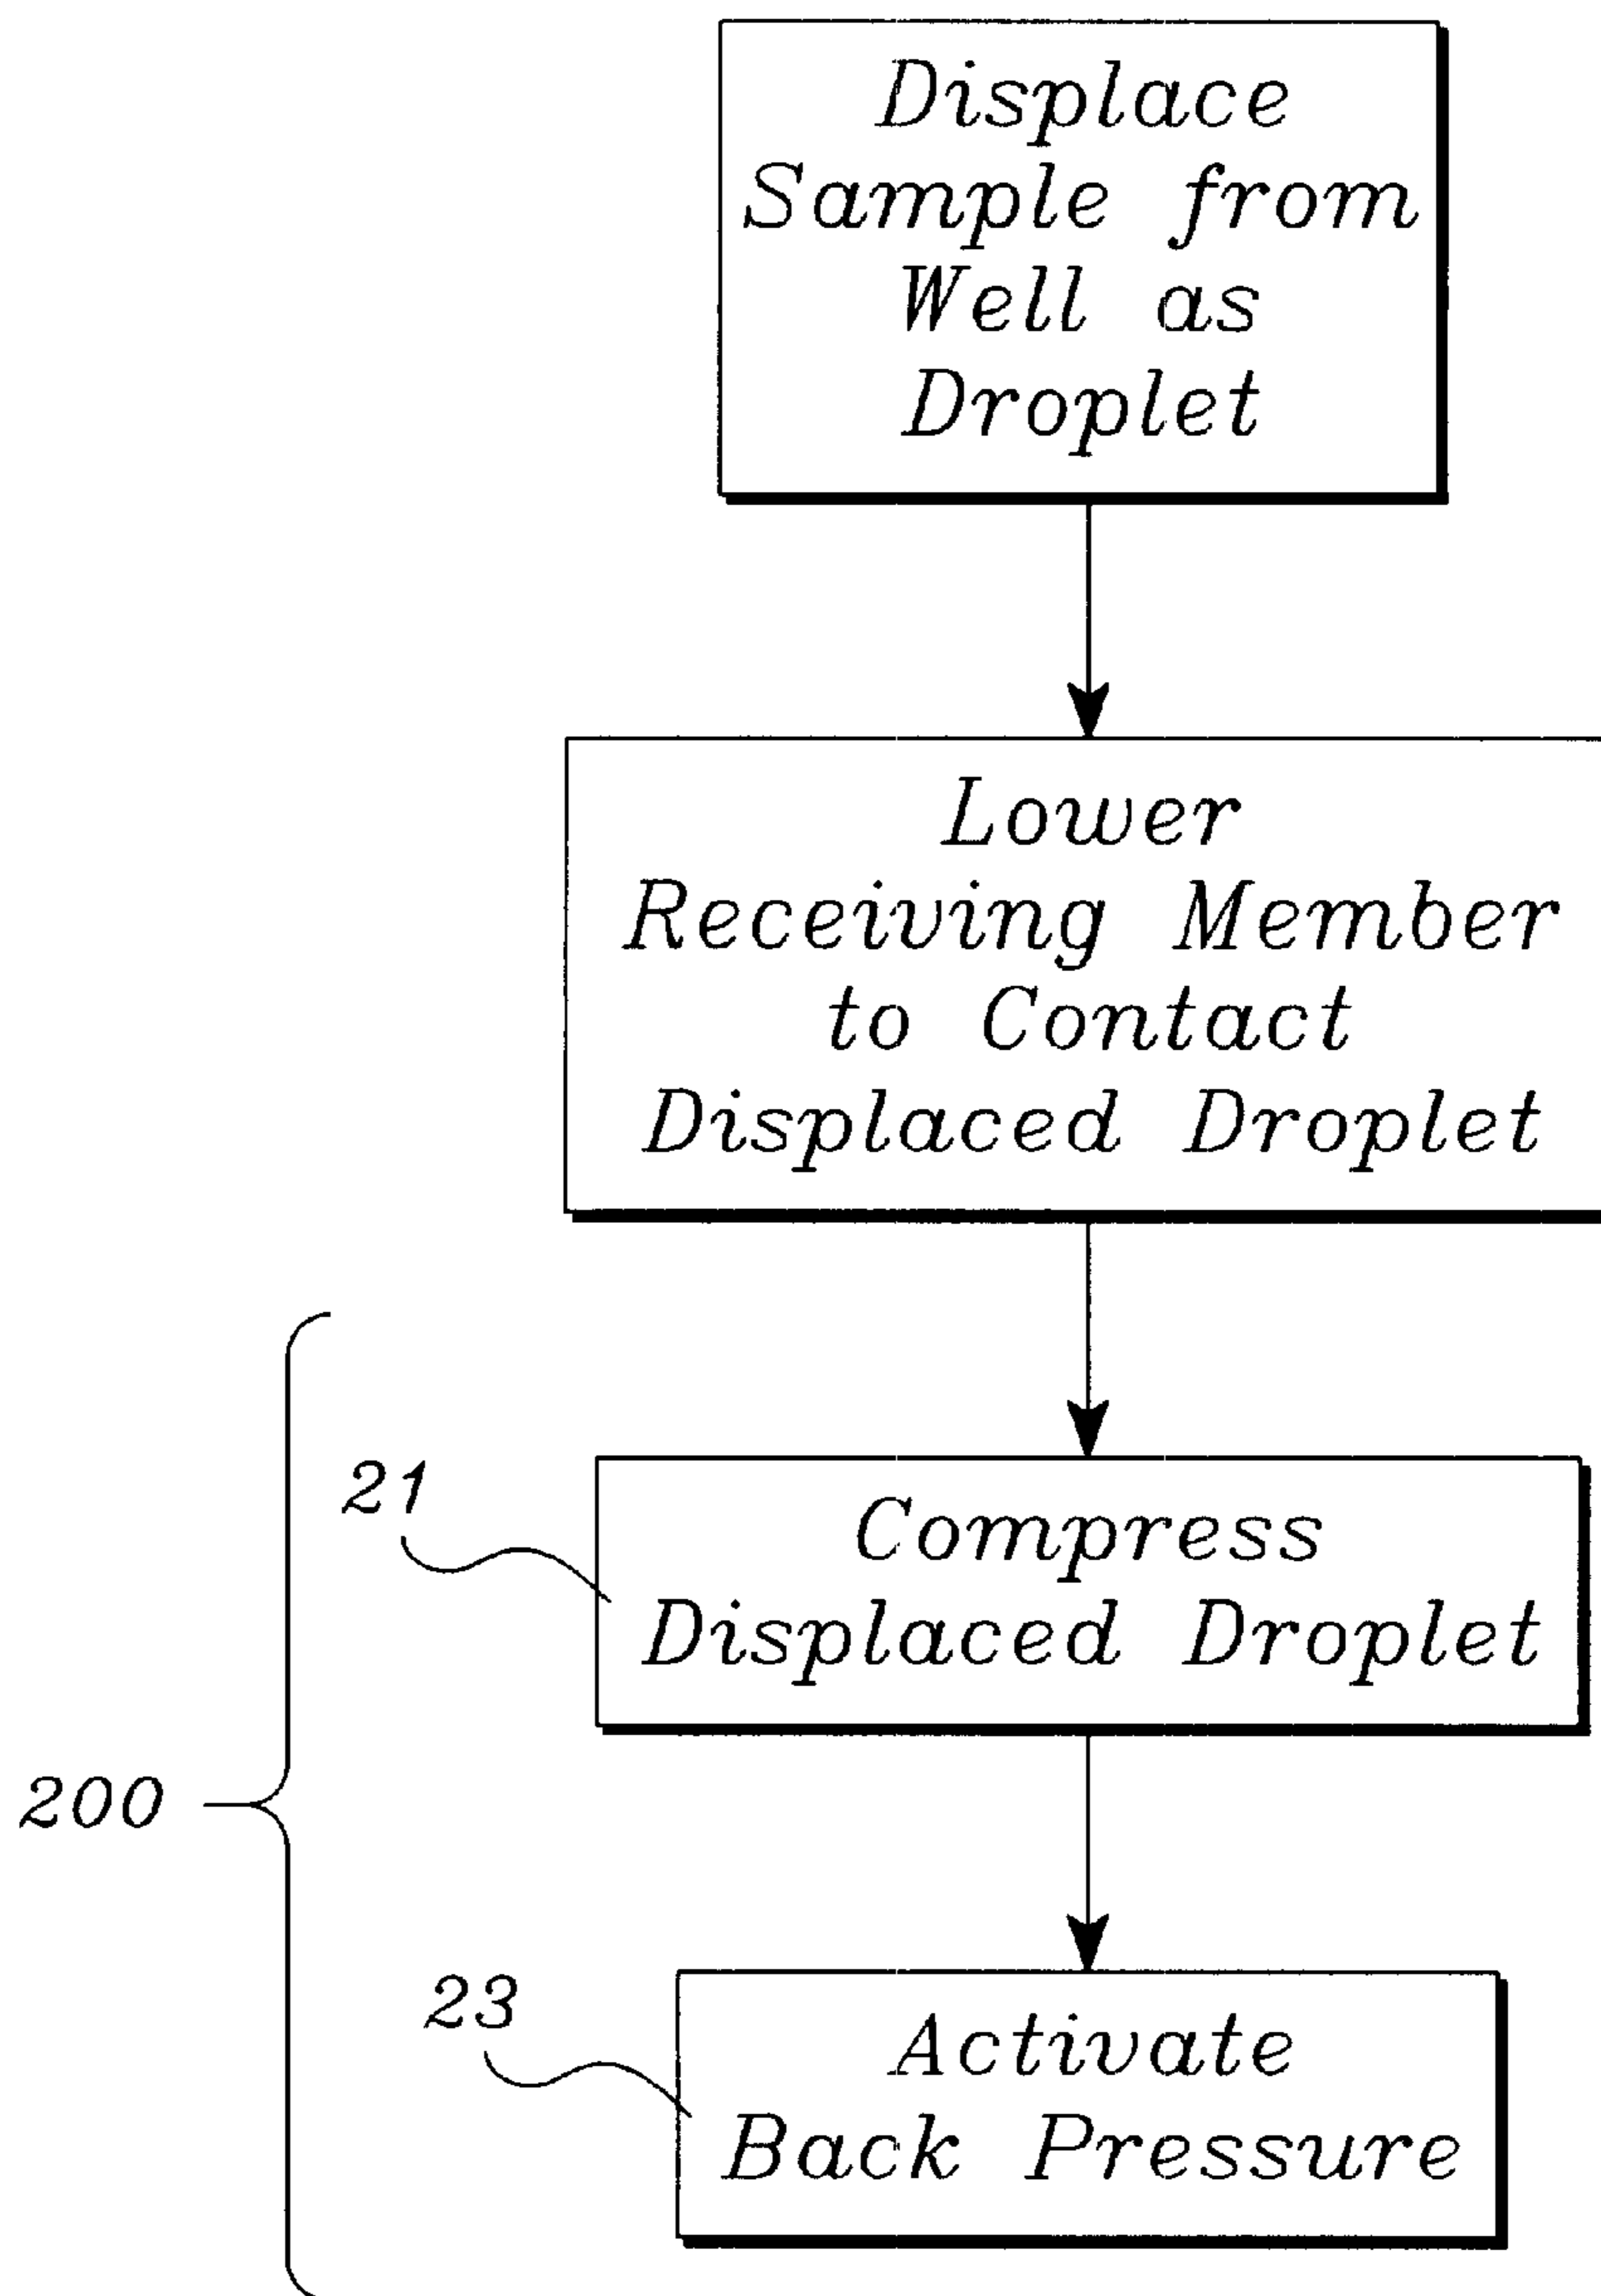 Displace
Sample from
Well as
Droplet
Lower
Receiving Member
to Contact
Displaced Droplet
21
Compress
Displaced Droplet
200
23
Activate
Back Pressure